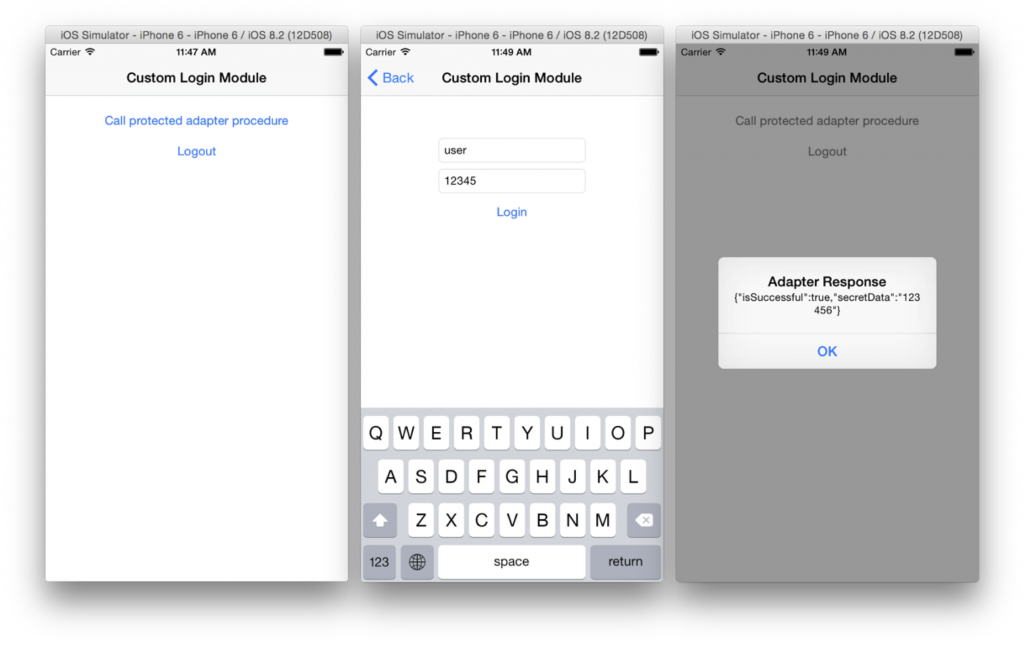 iOS Simulator - iPhone 6 - iPhone 6 / iOS 8.2 (12D508)
Carrier 11:47 AM
Custom Login Module
Call protected adapter procedure
Logout
iOS Simulator - iPhone 6 - iPhone 6 / iOS 8.2 (12D508)
Carrier 11:49 AM
Back Custom Login Module
user
12345
Login
Q W E R T Y U I O P
A S D F G H J K L
Z X C V B N M
123 space return
iOS Simulator - iPhone 6 - iPhone 6 / iOS 8.2 (12D508)
Carrier 11:49 AM
Custom Login Module
Call protected adapter procedure
Logout
Adapter Response
{"isSuccessful":true,"secretData":"123
456"}
OK